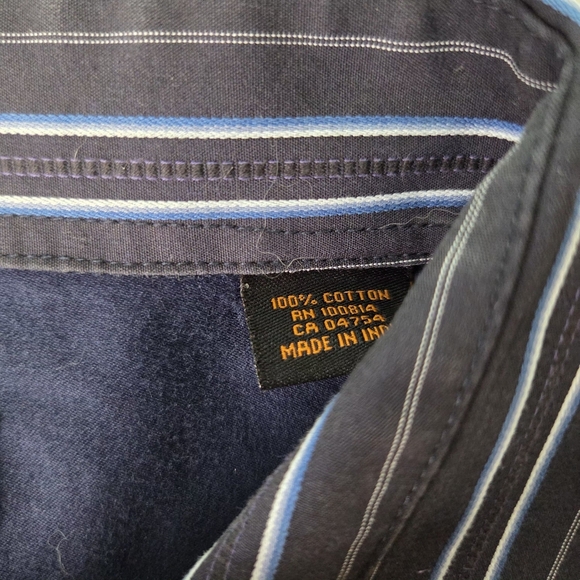 100% COTTON
RN 100814
CA 04754
MADE IN IND